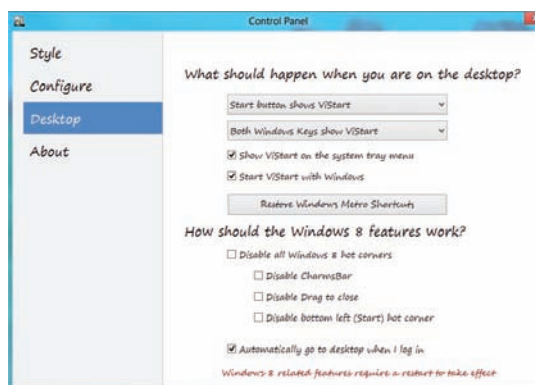 Control Panel
Style
Configure
Desktop
About
What should happen when you are on the desktop?
Start button shows ViStart
Both Windows Keys show ViStart
Show ViStart on the system tray menu
Start ViStart with Windows
Restore Windows Metro Shortcuts
How should the Windows 8 features work?
Disable all Windows 8 hot corners
Disable CharmsBar
Disable Drag to close
Disable bottom left (Start) hot corner
Automatically go to desktop when I log in
Windows 8 related features require a restart to take effect